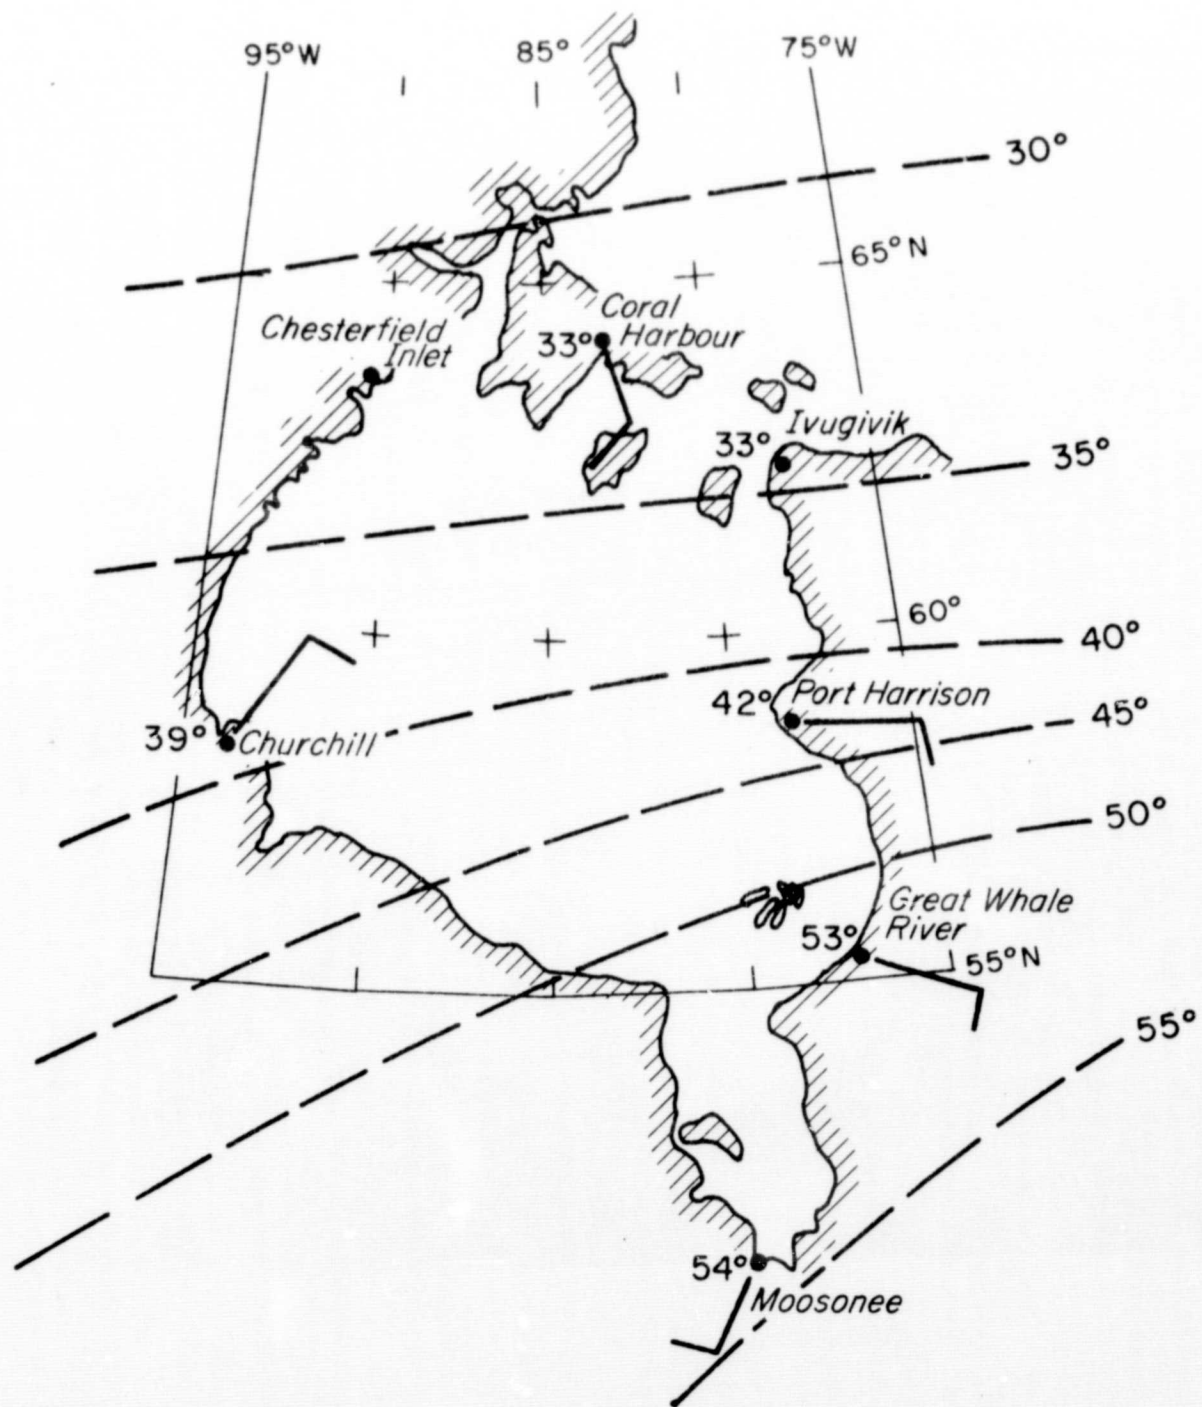 95°W
85°
75°W
30°
65°N
Coral
Harbour
33°
Chesterfield
Inlet
Ivugivik
33°
35°
60°
40°
42°
Port Harrison
45°
39°
Churchill
50°
Great Whale
River
53°
55°N
55°
54°
Moosonee